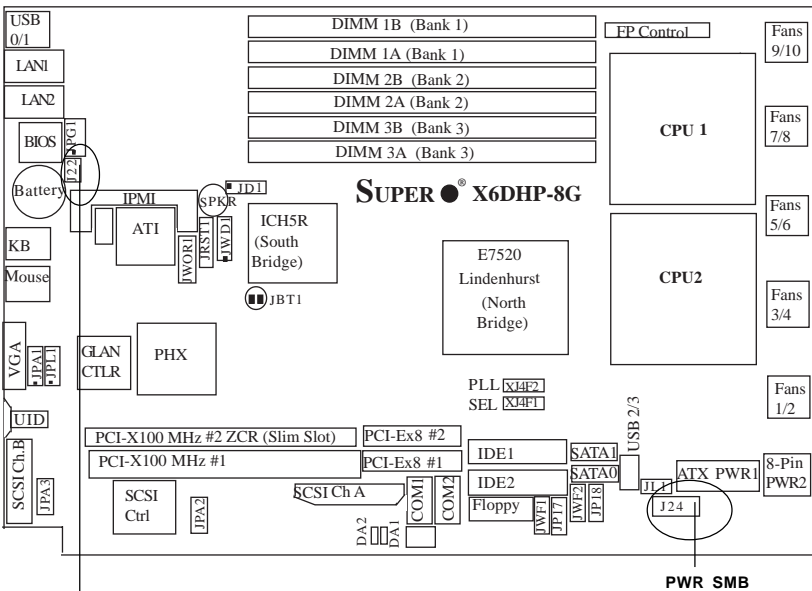 USB
0/1
LAN1
LAN2
BIOS
JPG1
J22
Battery
IPMI
ATI
SPKR
JD1
JWOR1
JRST1
JWD1
KB
Mouse
DIMM 1B (Bank 1)
DIMM 1A (Bank 1)
DIMM 2B (Bank 2)
DIMM 2A (Bank 2)
DIMM 3B (Bank 3)
DIMM 3A (Bank 3)
FP Control
Fans
9/10
CPU 1
Fans
7/8
SUPER ● ® X6DHP-8G
Fans
5/6
ICH5R
(South
Bridge)
JBT1
E7520
Lindenhurst
(North
Bridge)
CPU2
Fans
3/4
VGA
JPA1
JPL1
GLAN
CTLR
PHX
PLL XJ4F2
SEL XJ4F1
Fans
1/2
UID
USB 2/3
PCI-X100 MHz #2 ZCR (Slim Slot)
PCI-Ex8 #2
PCI-X100 MHz #1
PCI-Ex8 #1
IDE1
SATA1
IDE2
SATA0
ATX PWR1
8-Pin
PWR2
SCSI Ch.B
JPA3
SCSI
Ctrl
JPA2
SCSI Ch A
COM1
COM2
Floppy
JWF1
JP17
JWF2
JP18
JL1
J24
DA2
DA1
PWR SMB